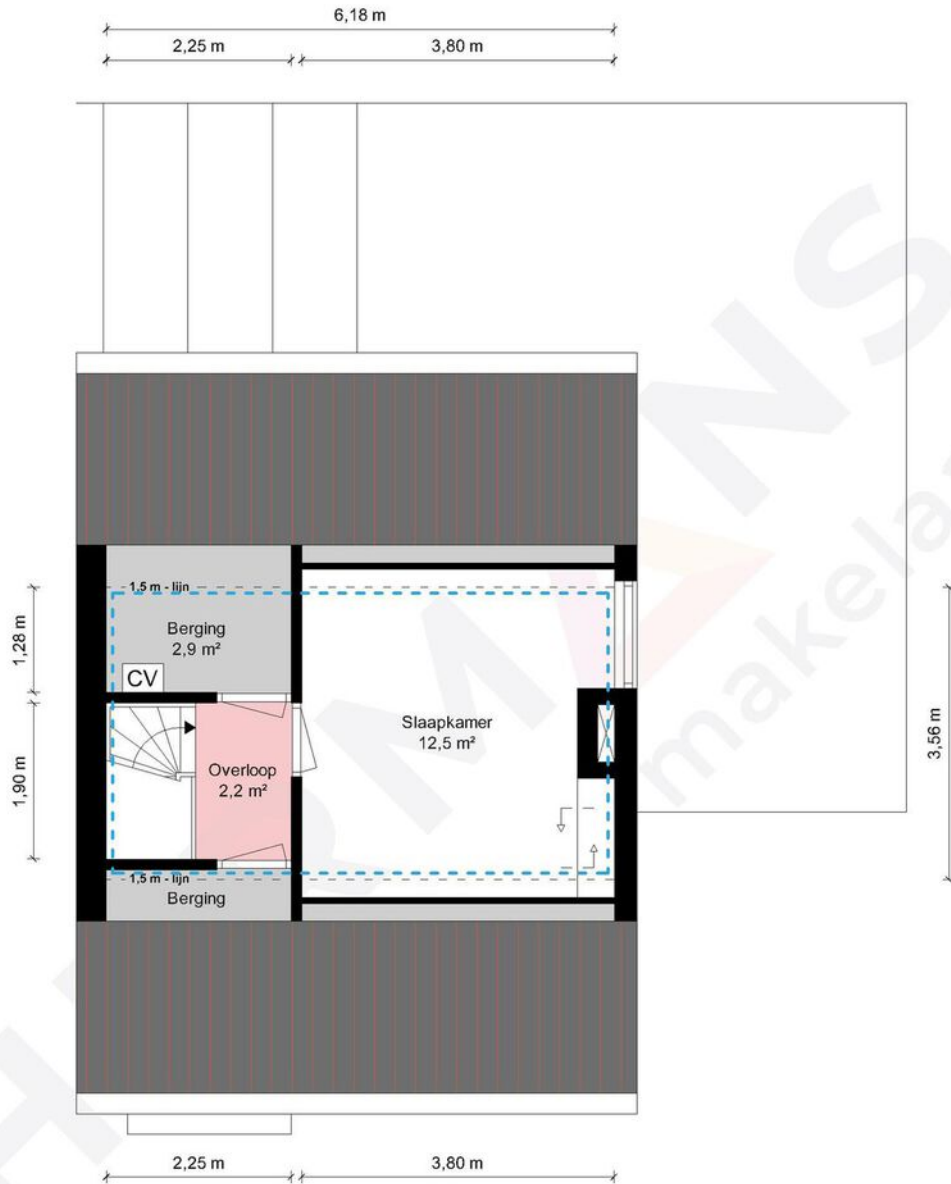 6,18 m
2,25 m
3,80 m
1,5 m - lijn
1,28 m
Berging
2,9 m²
CV
Slaapkamer
12,5 m²
3,56 m
1,90 m
Overloop
2,2 m²
1,5 m - lijn
Berging
2,25 m
3,80 m